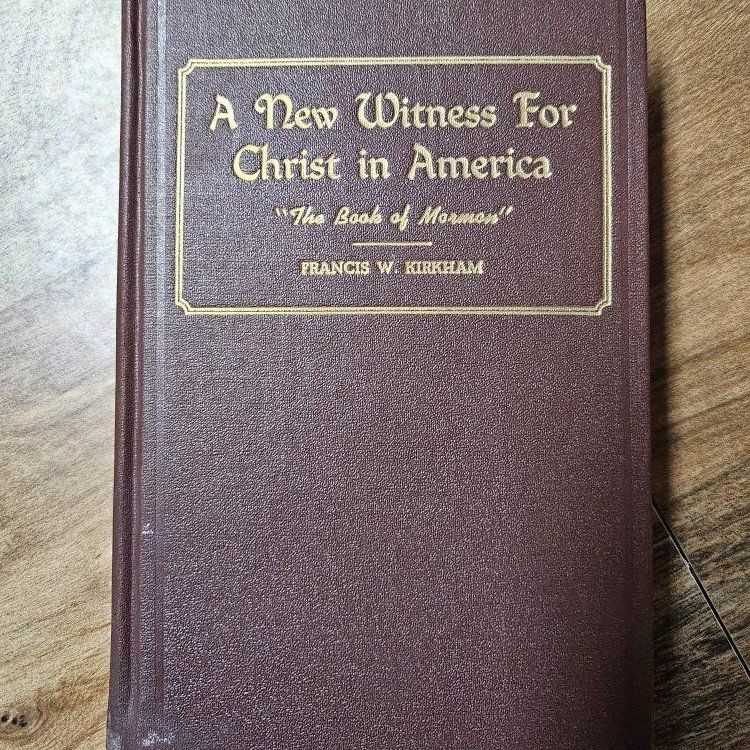 A New Witness For
Christ in America
"The Book of Mormon"
FRANCIS W. KIRKHAM